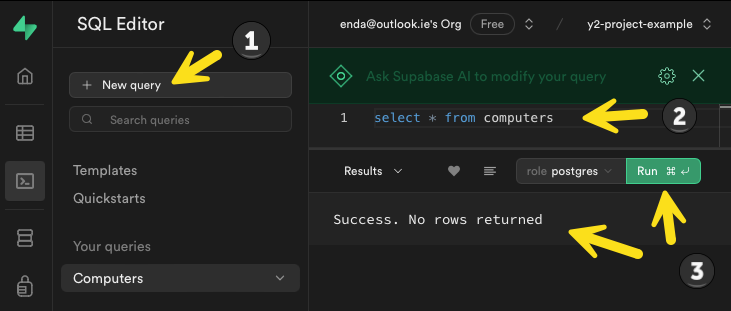 SQL Editor
enda@outlook.ie's Org Free / y2-project-example
1
+ New query
Ask Supabase AI to modify your query
Search queries
1 select * from computers
2
Templates
Quickstarts
Results role postgres Run ⌘ ↵
Success. No rows returned
Your queries
Computers
3